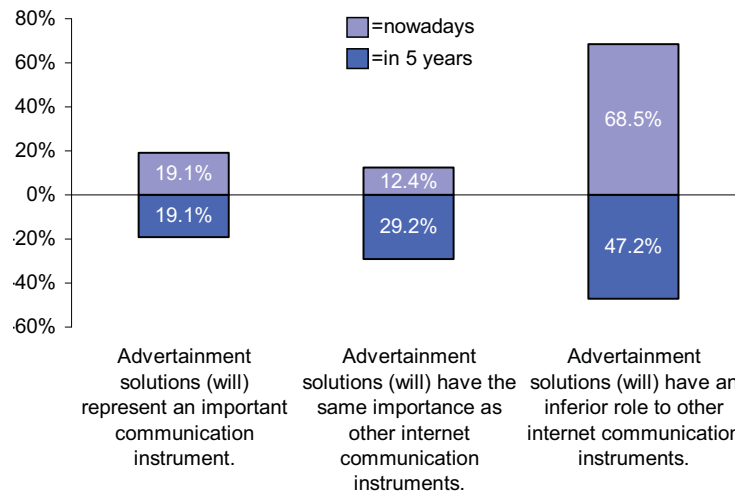 80%
=nowadays
60%
=in 5 years
40%
68.5%
20%
19.1%
12.4%
0%
19.1%
29.2%
47.2%
-20%
-40%
-60%
Advertainment
solutions (will)
represent an important
communication
instrument.
Advertainment
solutions (will) have the
same importance as
other internet
communication
instruments.
Advertainment
solutions (will) have an
inferior role to other
internet communication
instruments.